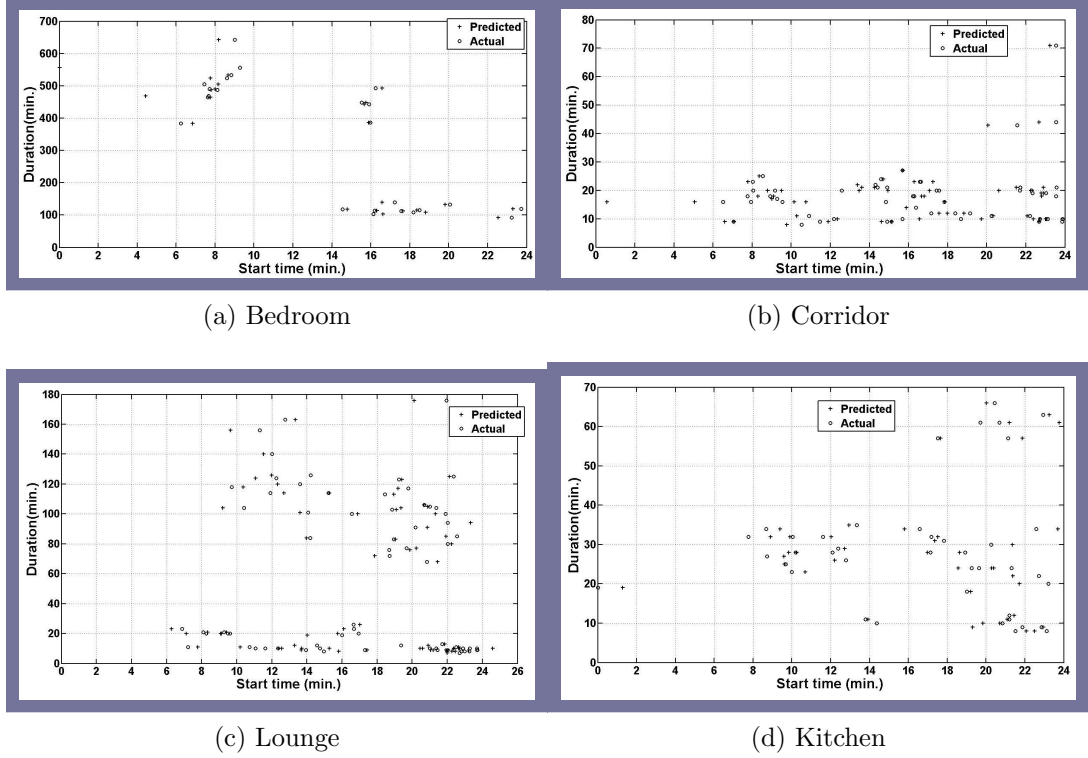 700
600
500
400
300
200
100
0
Duration(min.)
+ Predicted
o Actual
0 2 4 6 8 10 12 14 16 18 20 22 24
Start time (min.)
(a) Bedroom
80
70
60
50
40
30
20
10
0
Duration(min.)
+ Predicted
o Actual
0 2 4 6 8 10 12 14 16 18 20 22 24
Start time (min.)
(b) Corridor
180
160
140
120
100
80
60
40
20
0
Duration(min.)
+ Predicted
o Actual
0 2 4 6 8 10 12 14 16 18 20 22 24 26
Start time (min.)
(c) Lounge
70
60
50
40
30
20
10
0
Duration(min.)
+ Predicted
o Actual
0 2 4 6 8 10 12 14 16 18 20 22 24
Start time (min.)
(d) Kitchen